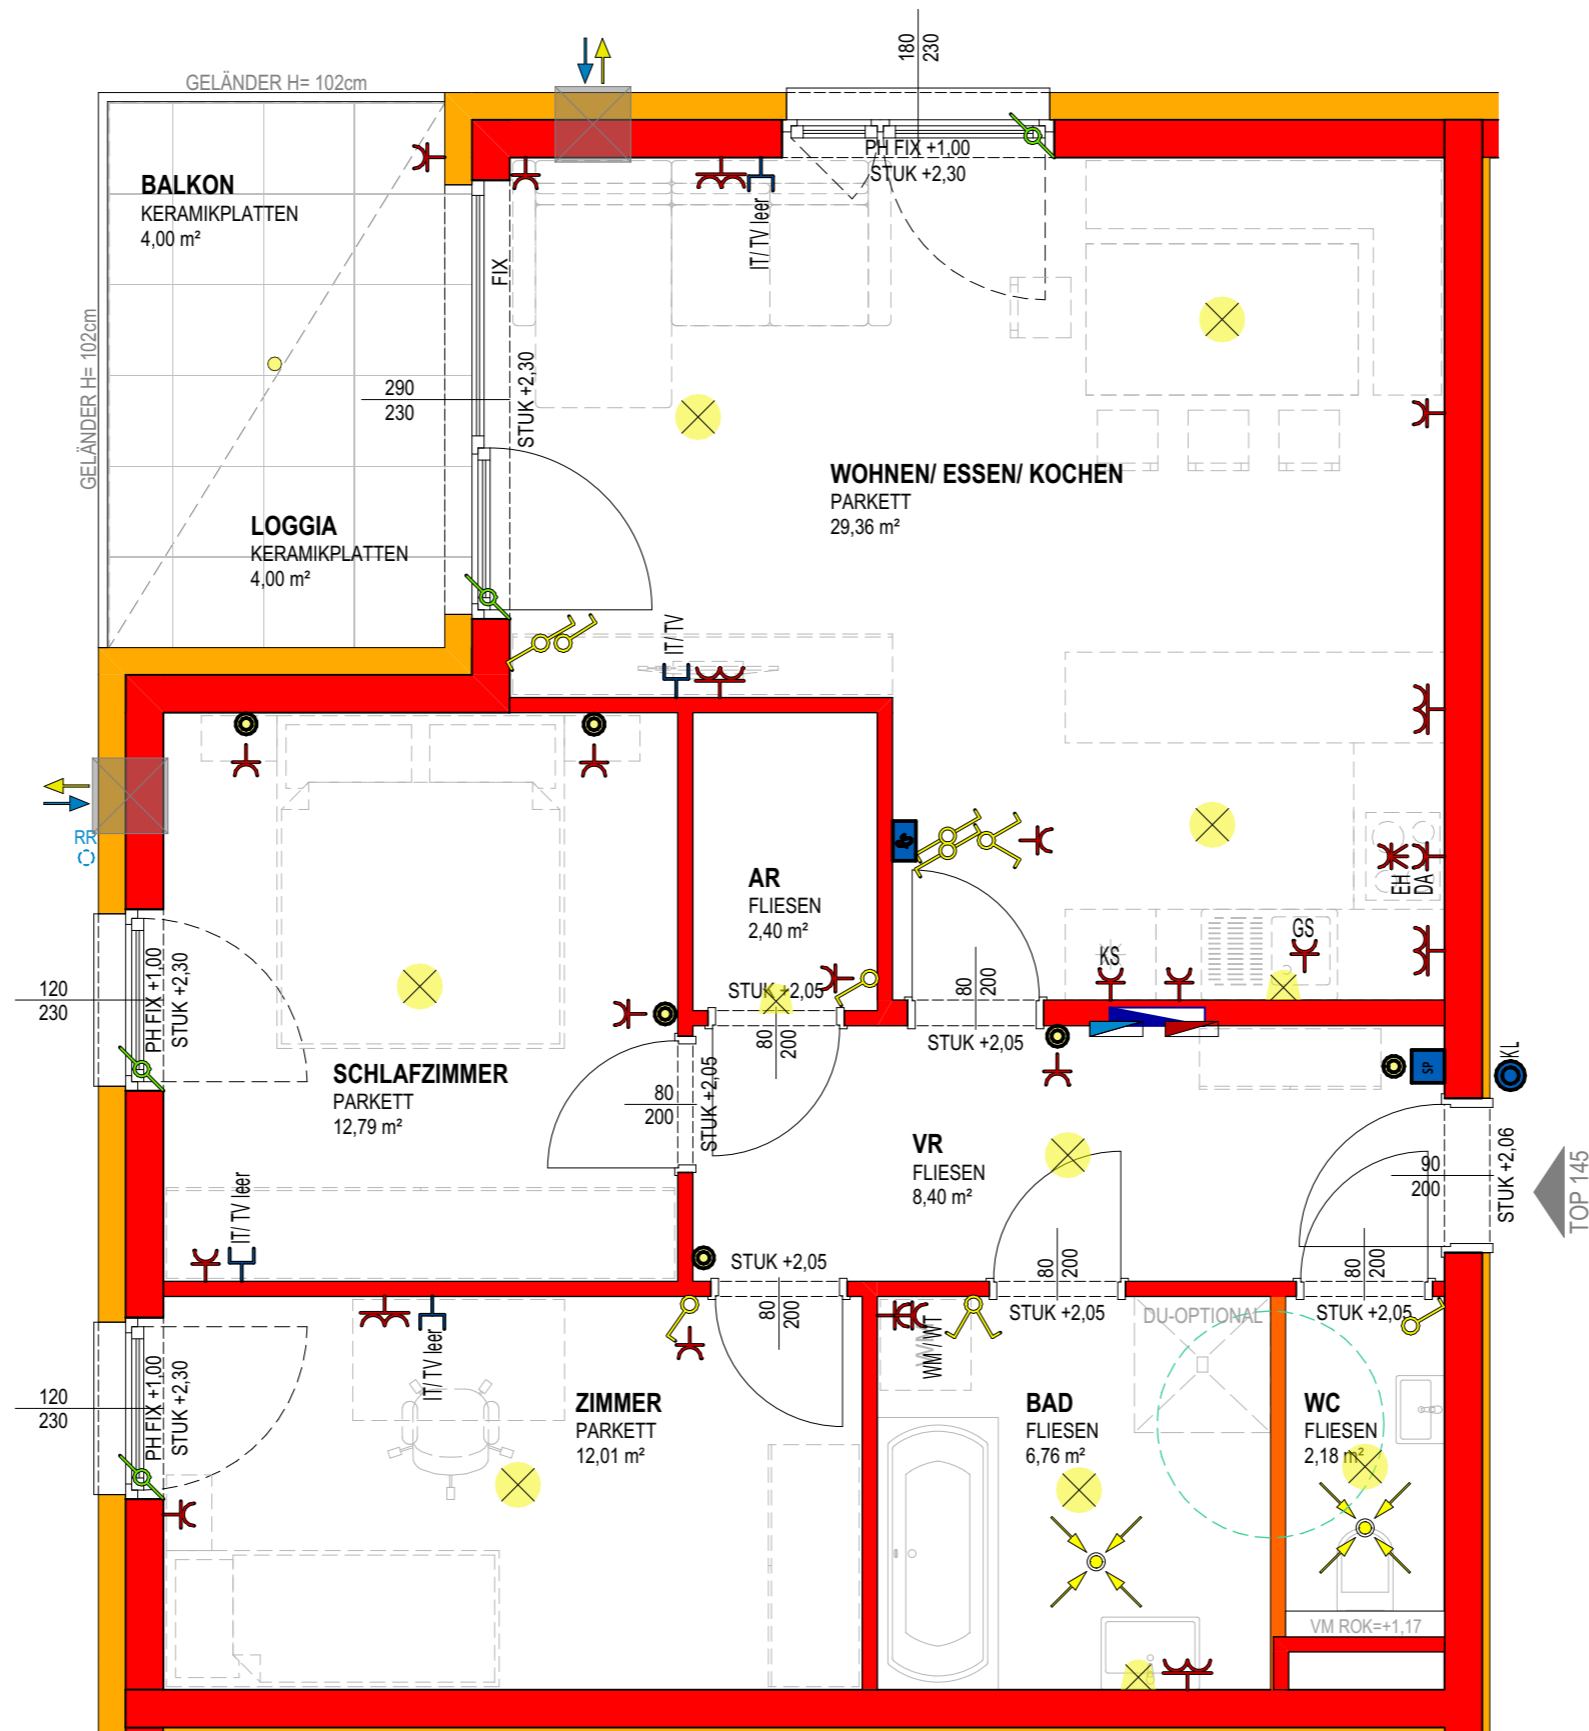 GELÄNDER H= 102cm
180
230
PH FIX +1,00
STUK +2,30
BALKON
KERAMIKPLATTEN
4,00 m²
IT/ TV leer
FIX
STUK +2,30
GELÄNDER H= 102cm
290
230
WOHNEN/ ESSEN/ KOCHEN
PARKETT
29,36 m²
LOGGIA
KERAMIKPLATTEN
4,00 m²
IT/ TV
RR
AR
FLIESEN
2,40 m²
EH
DA
GS
KS
STUK +2,05
80
200
80
200
STUK +2,05
120
230
PH FIX +1,00
STUK +2,30
SCHLAFZIMMER
PARKETT
12,79 m²
80
200
STUK +2,05
SP
KL
VR
FLIESEN
8,40 m²
90
200
STUK +2,06
TOP 145
IT/ TV leer
STUK +2,05
80
200
80
200
STUK +2,05
80
200
STUK +2,05
DU-OPTIONAL
WM / WT
IT/ TV leer
120
230
PH FIX +1,00
STUK +2,30
ZIMMER
PARKETT
12,01 m²
BAD
FLIESEN
6,76 m²
WC
FLIESEN
2,18 m²
VM ROK=+1,17